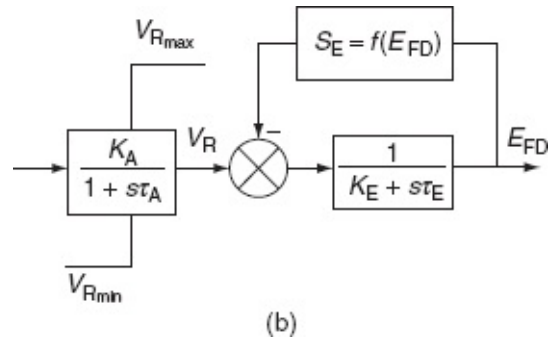 V_Rmax
S_E = f(E_FD)
K_A
1 + sτ_A
V_R
–
1
K_E + sτ_E
E_FD
V_Rmin
(b)